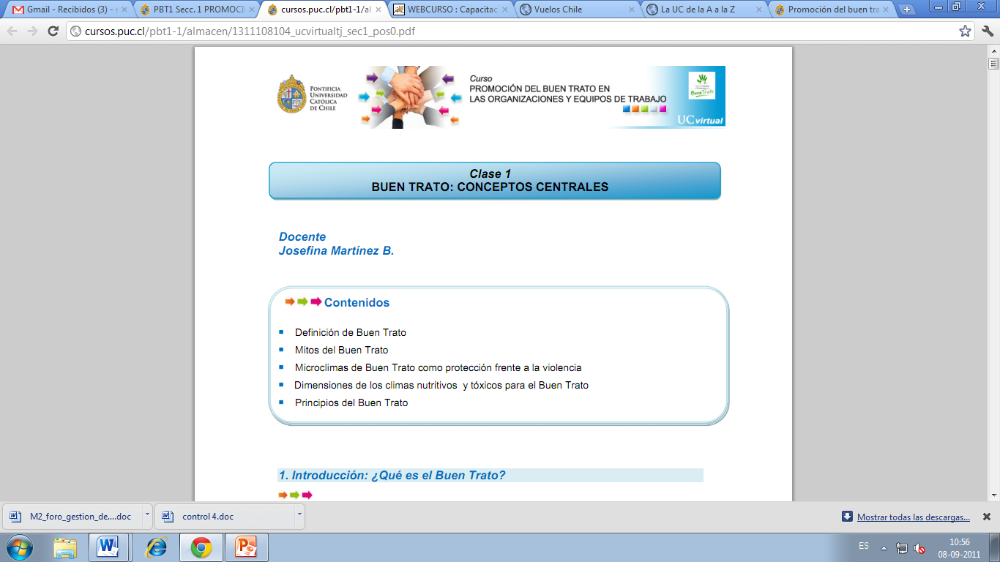 Gmail - Recibidos (3) -
PBT1 Secc. 1 PROMOCI
cursos.puc.cl/pbt1-1/al
WEBCURSO : Capacitac
Vuelos Chile
La UC de la A a la Z
Promoción del buen tra
cursos.puc.cl/pbt1-1/almacen/1311108104_ucvirtualtj_sec1_pos0.pdf
PONTIFICIA
UNIVERSIDAD
CATÓLICA
DE CHILE
Curso
PROMOCIÓN DEL BUEN TRATO EN
LAS ORGANIZACIONES Y EQUIPOS DE TRABAJO
BuenTrato
UCvirtual
Clase 1
BUEN TRATO: CONCEPTOS CENTRALES
Docente
Josefina Martínez B.
Contenidos
Definición de Buen Trato
Mitos del Buen Trato
Microclimas de Buen Trato como protección frente a la violencia
Dimensiones de los climas nutritivos y tóxicos para el Buen Trato
Principios del Buen Trato
1. Introducción: ¿Qué es el Buen Trato?
M2_foro_gestion_de....doc
control 4.doc
Mostrar todas las descargas...
ES
10:56
08-09-2011